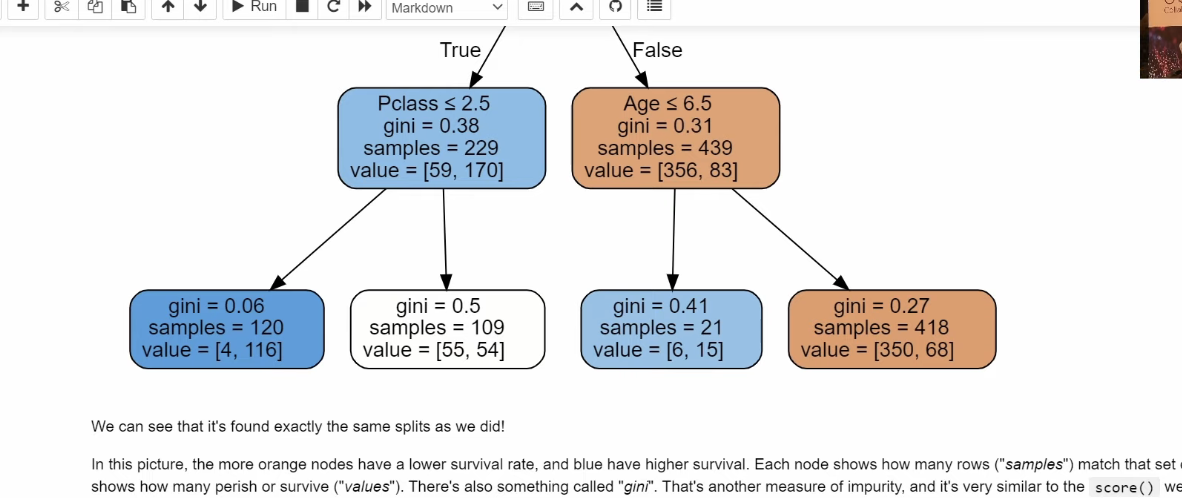 Run
Markdown
True
False
Pclass ≤ 2.5
gini = 0.38
samples = 229
value = [59, 170]
Age ≤ 6.5
gini = 0.31
samples = 439
value = [356, 83]
gini = 0.06
samples = 120
value = [4, 116]
gini = 0.5
samples = 109
value = [55, 54]
gini = 0.41
samples = 21
value = [6, 15]
gini = 0.27
samples = 418
value = [350, 68]
We can see that it's found exactly the same splits as we did!
In this picture, the more orange nodes have a lower survival rate, and blue have higher survival. Each node shows how many rows ("samples") match that set
shows how many perish or survive ("values"). There's also something called "gini". That's another measure of impurity, and it's very similar to the score() we